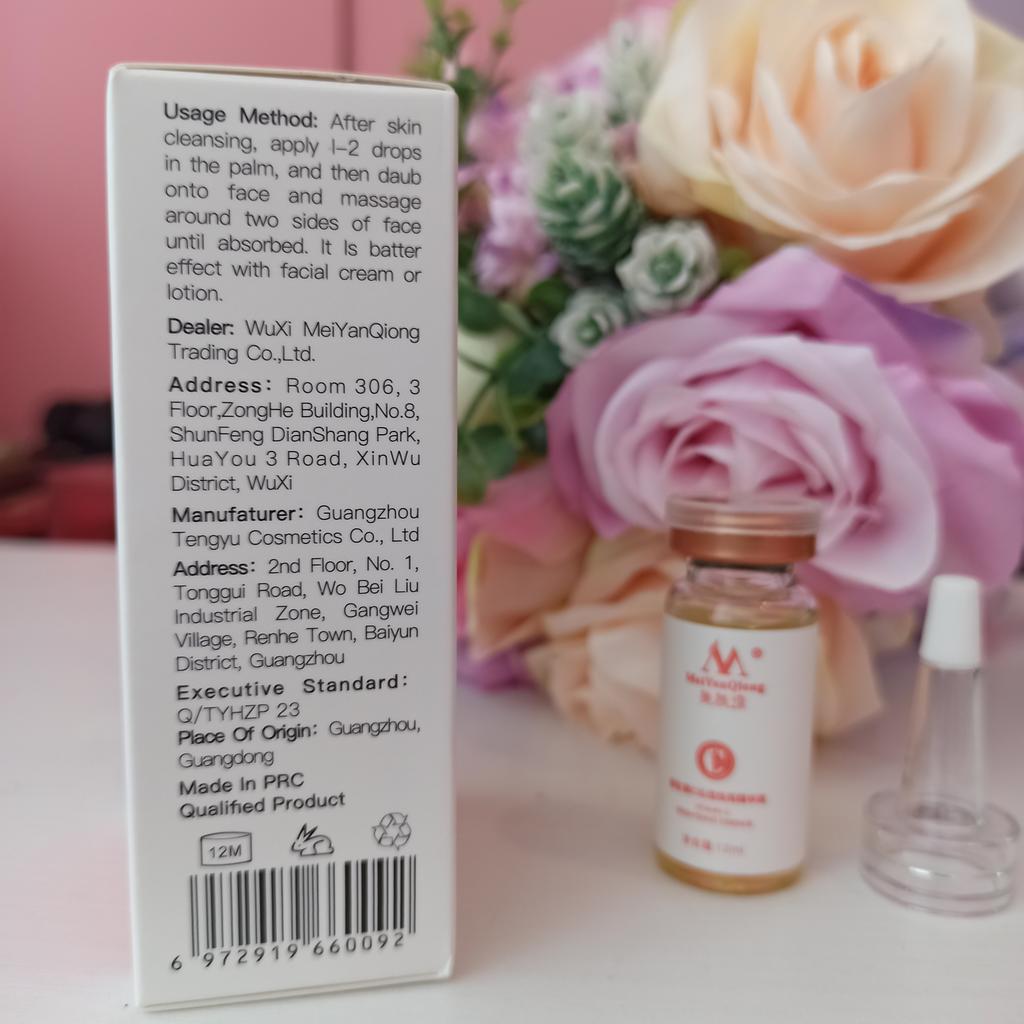 Usage Method: After skin
cleansing, apply I-2 drops
in the palm, and then daub
onto face and massage
around two sides of face
until absorbed. It Is batter
effect with facial cream or
lotion.
Dealer: WuXi MeiYanQiong
Trading Co.,Ltd.
Address: Room 306, 3
Floor,ZongHe Building,No.8,
ShunFeng DianShang Park,
HuaYou 3 Road, XinWu
District, WuXi
Manufaturer: Guangzhou
Tengyu Cosmetics Co., Ltd
Address: 2nd Floor, No. 1,
Tonggui Road, Wo Bei Liu
Industrial Zone, Gangwei
Village, Renhe Town, Baiyun
District, Guangzhou
Executive Standard:
Q/TYHZP 23
Place Of Origin: Guangzhou,
Guangdong
Made In PRC
Qualified Product
12M
6 972919 660092
MeiYanQiong
C